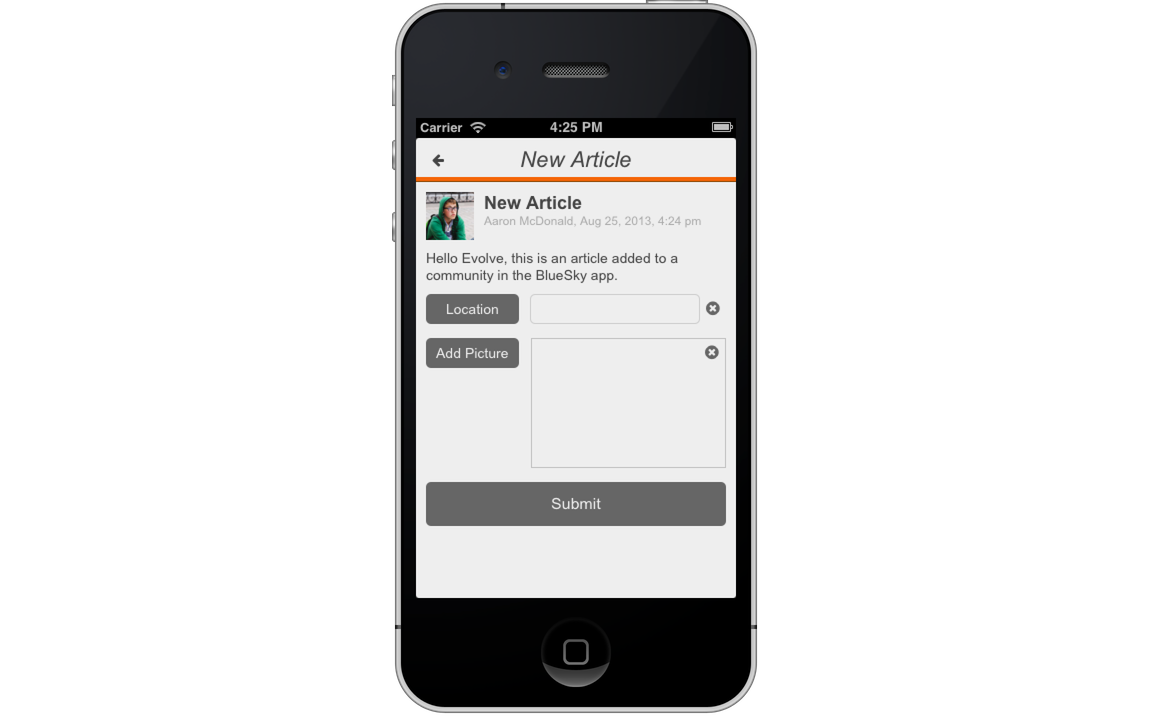 Carrier 4:25 PM
New Article
New Article
Aaron McDonald, Aug 25, 2013, 4:24 pm
Hello Evolve, this is an article added to a
community in the BlueSky app.
Location
Add Picture
Submit